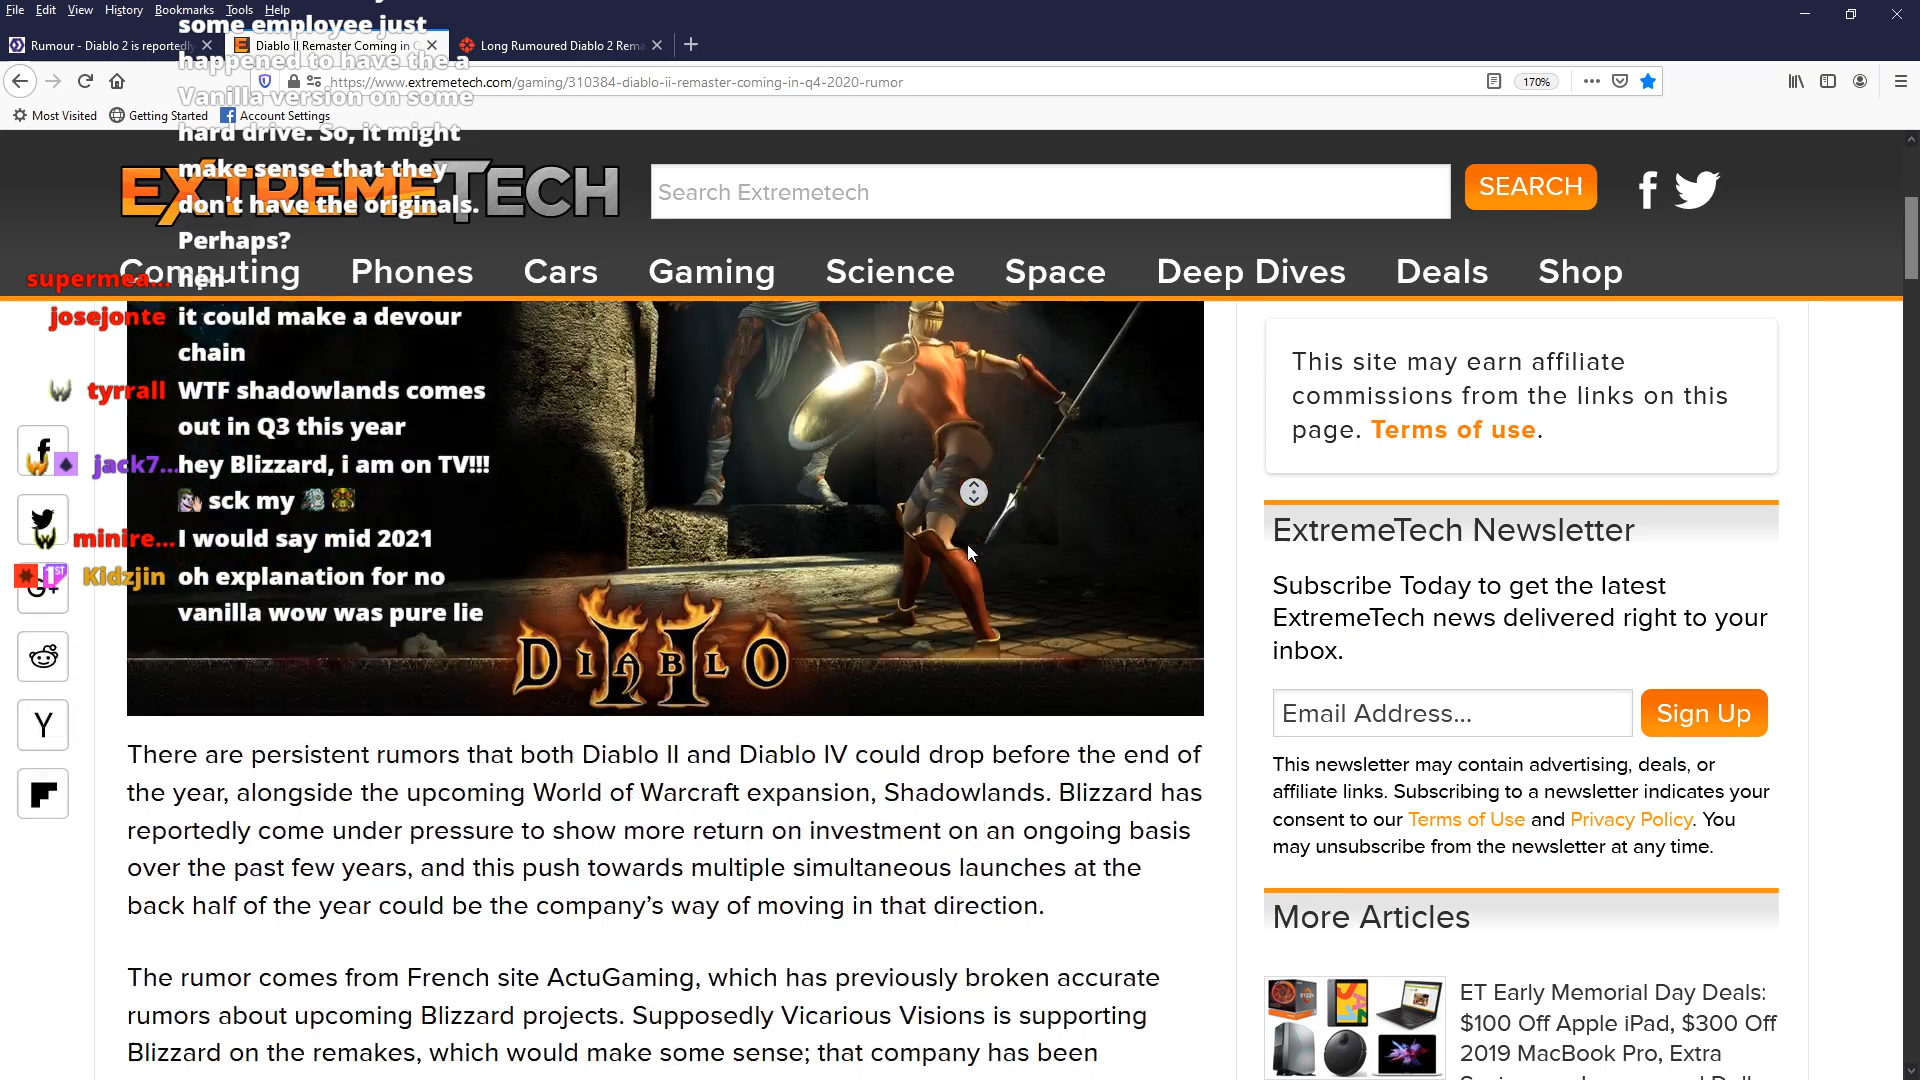 File Edit View History Bookmarks Tools Help
some employee just
Rumour - Diablo 2 is reportedl
Diablo II Remaster Coming in
Long Rumoured Diablo 2 Rema
happened to have the a
https://www.extremetech.com/gaming/310384-diablo-ii-remaster-coming-in-q4-2020-rumor
170%
Vanilla version on some
Most Visited Getting Started Account Settings
hard drive. So, it might
make sense that they
don't have the originals.
Perhaps?
EXTREMETECH
Search Extremetech
SEARCH
Computing Phones Cars Gaming Science Space Deep Dives Deals Shop
supermea... heh
josejonte it could make a devour
chain
tyrrall WTF shadowlands comes
out in Q3 this year
jack7... hey Blizzard, i am on TV!!!
sck my
minire... I would say mid 2021
1ST Kidzjin oh explanation for no
vanilla wow was pure lie
G+
Y
DIABLO
II
There are persistent rumors that both Diablo II and Diablo IV could drop before the end of
the year, alongside the upcoming World of Warcraft expansion, Shadowlands. Blizzard has
reportedly come under pressure to show more return on investment on an ongoing basis
over the past few years, and this push towards multiple simultaneous launches at the
back half of the year could be the company's way of moving in that direction.
The rumor comes from French site ActuGaming, which has previously broken accurate
rumors about upcoming Blizzard projects. Supposedly Vicarious Visions is supporting
Blizzard on the remakes, which would make some sense; that company has been
This site may earn affiliate
commissions from the links on this
page. Terms of use.
ExtremeTech Newsletter
Subscribe Today to get the latest
ExtremeTech news delivered right to your
inbox.
Email Address...
Sign Up
This newsletter may contain advertising, deals, or
affiliate links. Subscribing to a newsletter indicates your
consent to our Terms of Use and Privacy Policy. You
may unsubscribe from the newsletter at any time.
More Articles
ET Early Memorial Day Deals:
$100 Off Apple iPad, $300 Off
2019 MacBook Pro, Extra